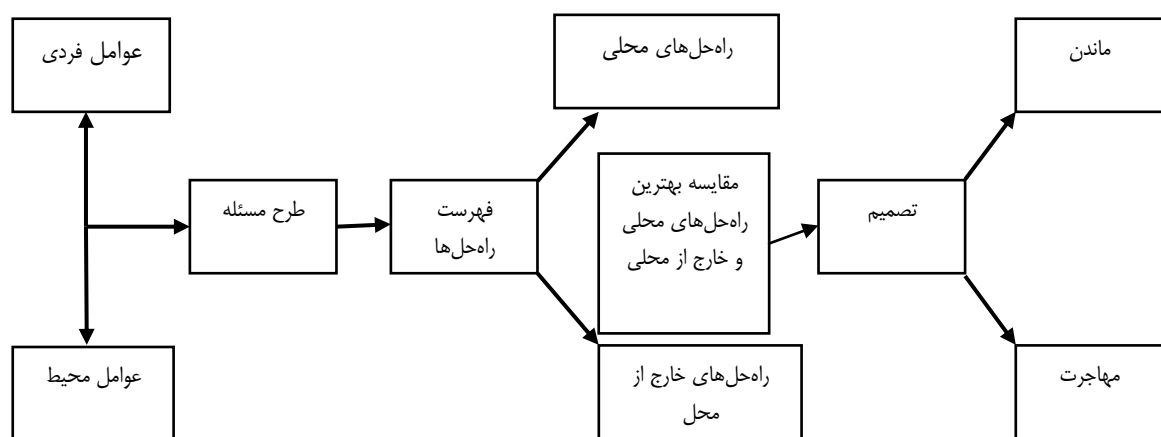 عوامل فردی
راه‌حل‌های محلی
ماندن
طرح مسئله
فهرست
راه‌حل‌ها
مقایسه بهترین
راه‌حل‌های محلی
و خارج از محلی
تصمیم
عوامل محیط
راه‌حل‌های خارج از
محل
مهاجرت